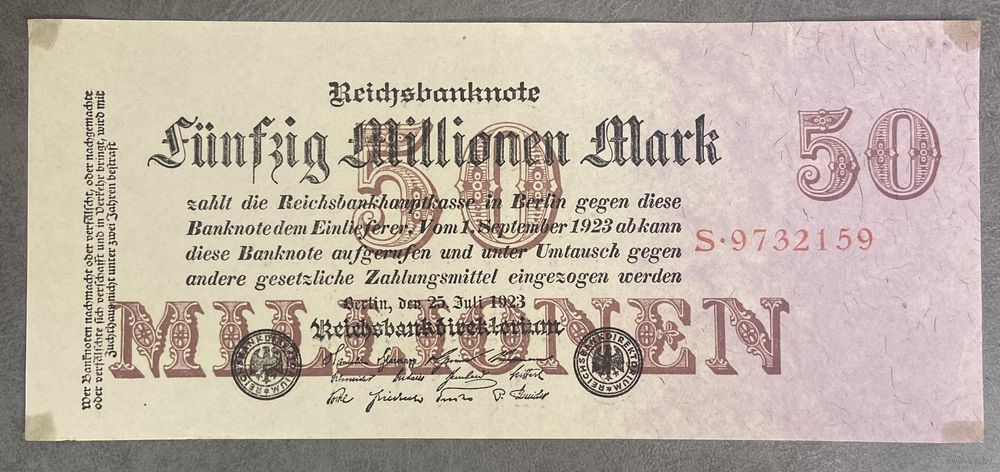 Reichsbanknote
Fünfzig Millionen Mark
50
50
zahlt die Reichsbankhauptkasse in Berlin gegen diese
Banknote dem Einlieferer. Vom 1. September 1923 ab kann
diese Banknote aufgerufen und unter Umtausch gegen
andere gesetzliche Zahlungsmittel eingezogen werden
S·9732159
Berlin, den 25. Juli 1923
MILLIONEN
Reichsbankdirektorium
REICHSBANKDIREKTORIUM
REICHSBANKDIREKTORIUM
Wer Banknoten nachmacht oder verfälscht, oder nachgemachte
oder verfälschte sich verschafft und in Verkehr bringt, wird mit
Zuchthaus nicht unter zwei Jahren bestraft